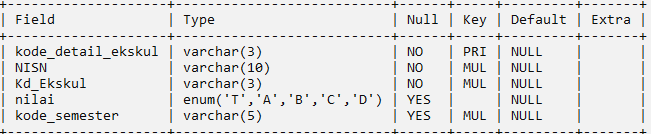 +-------------------+---------------------------+------+-----+---------+-------+
| Field             | Type                      | Null | Key | Default | Extra |
+-------------------+---------------------------+------+-----+---------+-------+
| kode_detail_ekskul | varchar(3)                | NO   | PRI | NULL    |       |
| NISN              | varchar(10)               | NO   | MUL | NULL    |       |
| Kd_Ekskul         | varchar(3)                | NO   | MUL | NULL    |       |
| nilai             | enum('T','A','B','C','D') | YES  |     | NULL    |       |
| kode_semester     | varchar(5)                | YES  | MUL | NULL    |       |
+-------------------+---------------------------+------+-----+---------+-------+